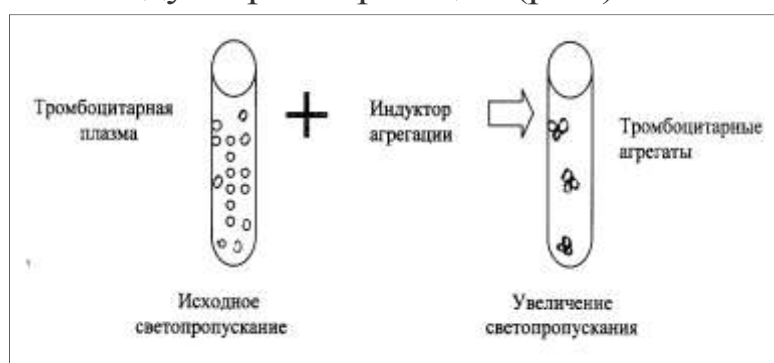 Тромбоцитарная
плазма
Индуктор
агрегации
Тромбоцитарные
агрегаты
Исходное
светопропускание
Увеличение
светопропускания